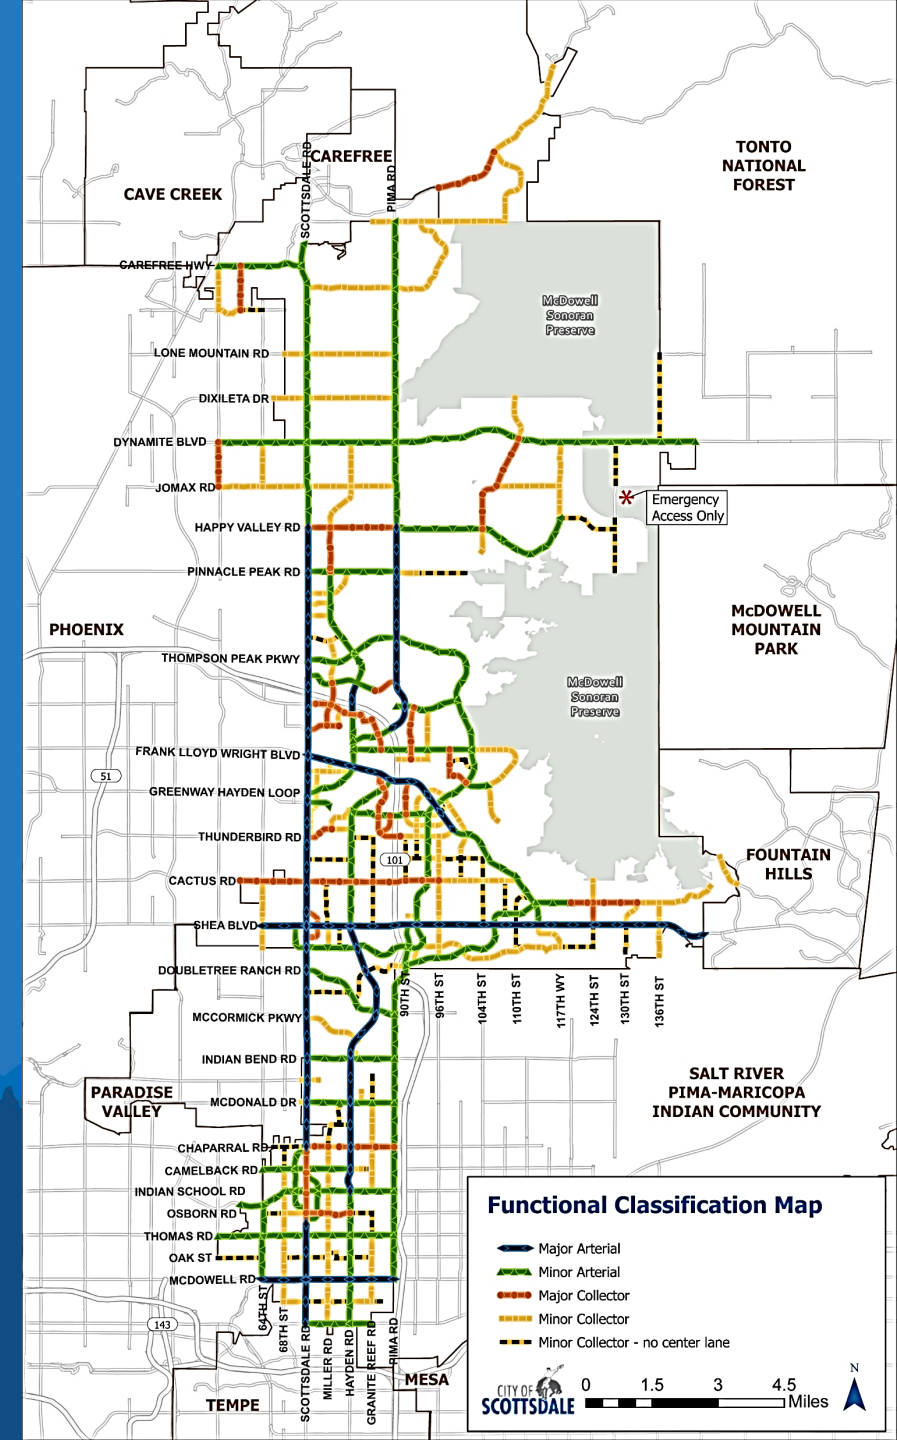 SCOTTSDALE RD
CAREFREE
PIMA RD
TONTO
NATIONAL
FOREST
CAVE CREEK
CAREFREE HWY
McDowell
Sonoran
Preserve
LONE MOUNTAIN RD
DIXILETA DR
DYNAMITE BLVD
JOMAX RD
Emergency
Access Only
HAPPY VALLEY RD
PINNACLE PEAK RD
PHOENIX
McDOWELL
MOUNTAIN
PARK
THOMPSON PEAK PKWY
McDowell
Sonoran
Preserve
FRANK LLOYD WRIGHT BLVD
51
GREENWAY HAYDEN LOOP
THUNDERBIRD RD
101
FOUNTAIN
HILLS
CACTUS RD
SHEA BLVD
DOUBLETREE RANCH RD
90TH ST
96TH ST
104TH ST
110TH ST
117TH WY
124TH ST
130TH ST
136TH ST
MCCORMICK PKWY
INDIAN BEND RD
PARADISE
VALLEY
MCDONALD DR
SALT RIVER
PIMA-MARICOPA
INDIAN COMMUNITY
CHAPARRAL RD
CAMELBACK RD
INDIAN SCHOOL RD
OSBORN RD
THOMAS RD
OAK ST
MCDOWELL RD
143
64TH ST
68TH ST
SCOTTSDALE RD
MILLER RD
HAYDEN RD
GRANITE REEF RD
PIMA RD
TEMPE
MESA
Functional Classification Map
Major Arterial
Minor Arterial
Major Collector
Minor Collector
Minor Collector - no center lane
CITY OF
SCOTTSDALE
0 1.5 3 4.5
Miles
N